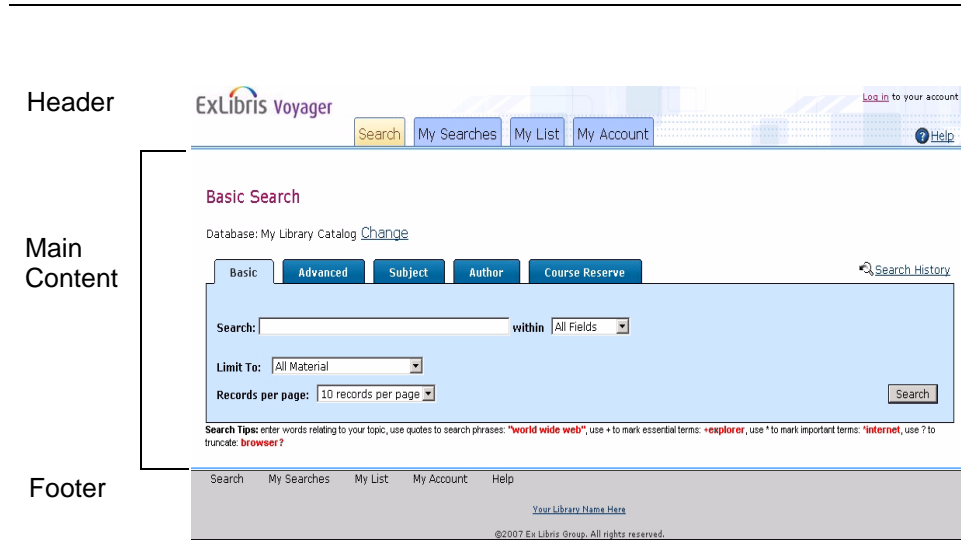 Header
ExLibris Voyager
Log in to your account
Search My Searches My List My Account
Help
Main
Content
Basic Search
Database: My Library Catalog Change
Basic Advanced Subject Author Course Reserve
Search History
Search: within All Fields
Limit To: All Material
Records per page: 10 records per page
Search
Search Tips: enter words relating to your topic, use quotes to search phrases: "world wide web", use + to mark essential terms: +explorer, use * to mark important terms: *internet, use ? to
truncate: browser?
Footer
Search My Searches My List My Account Help
Your Library Name Here
©2007 Ex Libris Group. All rights reserved.